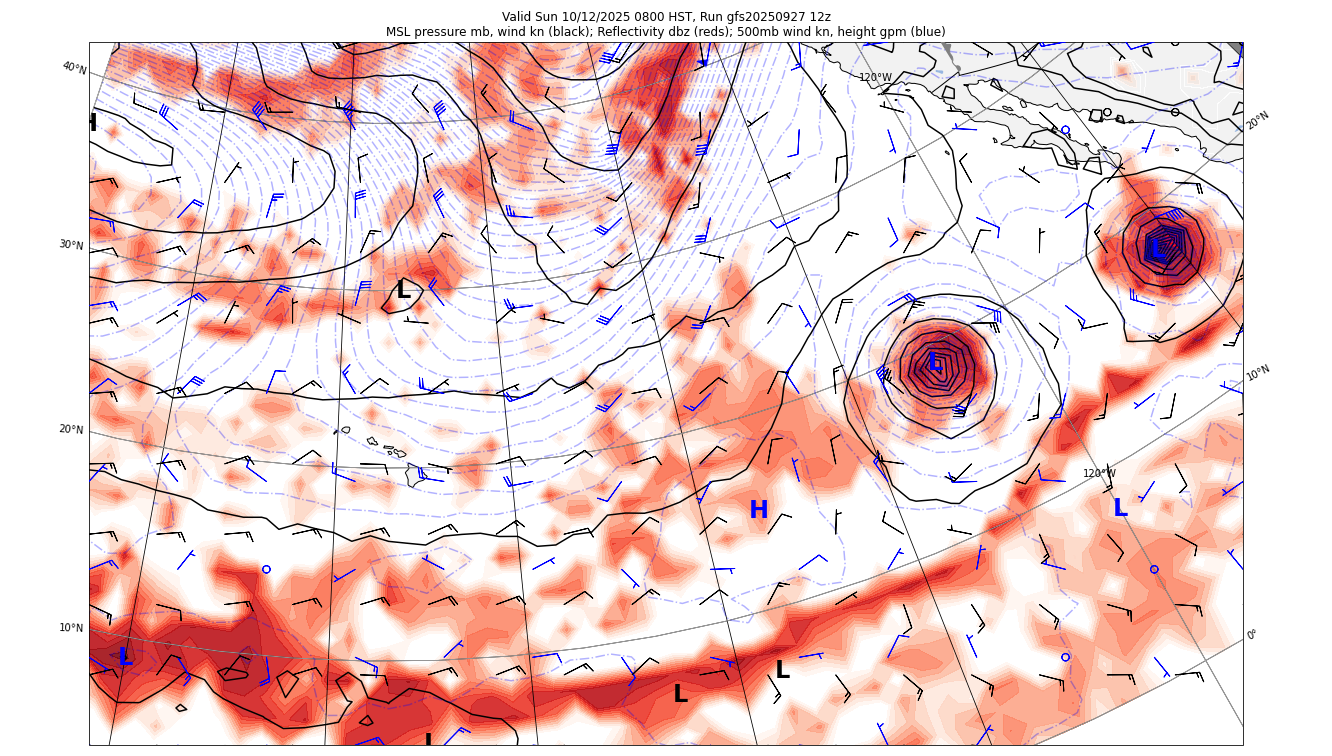 Valid Sun 10/12/2025 0800 HST, Run gfs20250927 12z
MSL pressure mb, wind kn (black); Reflectivity dbz (reds); 500mb wind kn, height gpm (blue)
40°N
120°W
20°N
H
30°N
L
L
L
10°N
20°N
120°W
H
L
10°N
0°
L
L
L
L